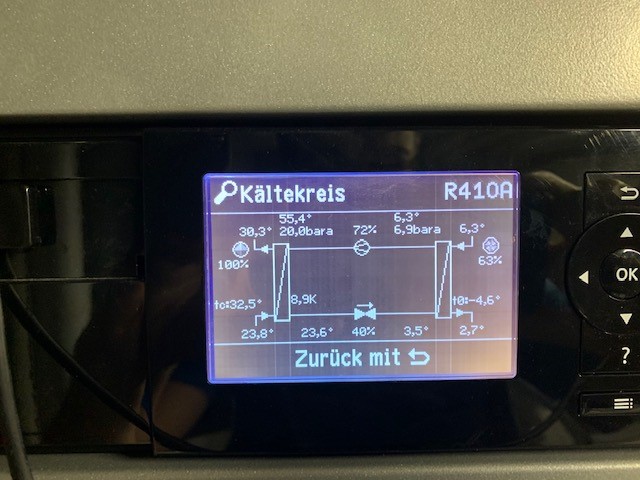 Kältekreis R410A
55,4° 6,3°
30,3° 20,0bara 72% 6,9bara 6,3°
100% 63%
tc:32,5° 8,9K t0:-4,6°
23,8° 23,6° 40% 3,5° 2,7°
Zurück mit
OK
?